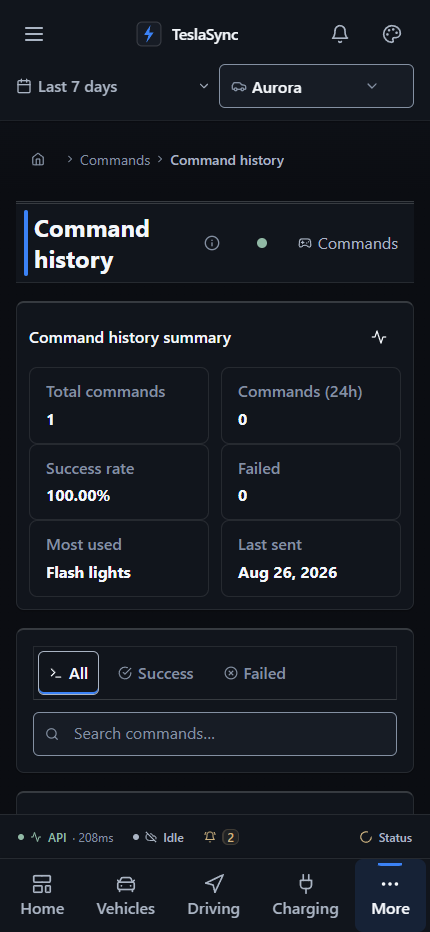 TeslaSync
Last 7 days
Aurora
Commands
Command history
Command
history
Commands
Command history summary
Total commands
1
Commands (24h)
0
Success rate
100.00%
Failed
0
Most used
Flash lights
Last sent
Aug 26, 2026
All
Success
Failed
Search commands...
API · 208ms
Idle
2
Status
Home
Vehicles
Driving
Charging
More